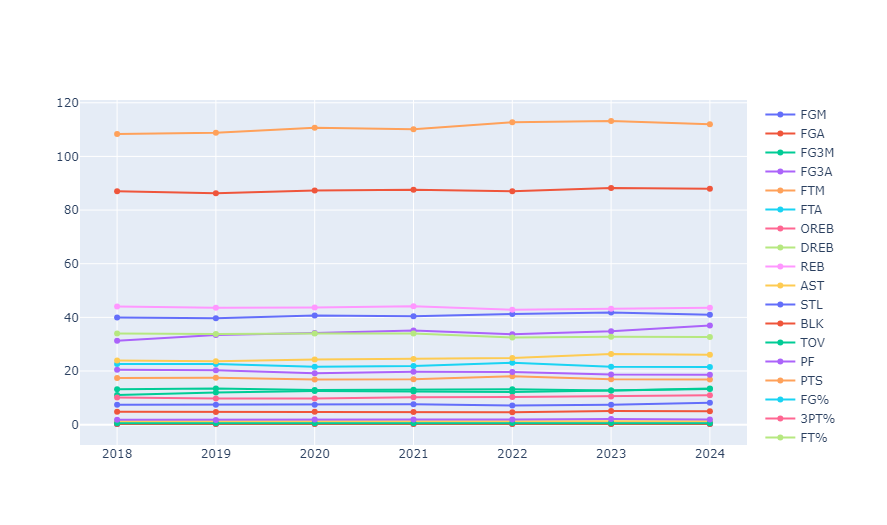 120
100
80
60
40
20
0
2018 2019 2020 2021 2022 2023 2024
FGM
FGA
FG3M
FG3A
FTM
FTA
OREB
DREB
REB
AST
STL
BLK
TOV
PF
PTS
FG%
3PT%
FT%